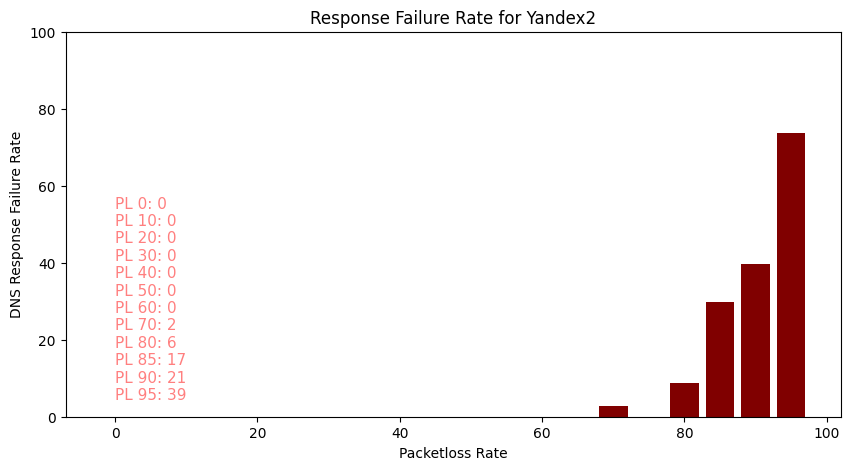 Response Failure Rate for Yandex2
DNS Response Failure Rate
100
80
60
40
20
0
PL 0: 0
PL 10: 0
PL 20: 0
PL 30: 0
PL 40: 0
PL 50: 0
PL 60: 0
PL 70: 2
PL 80: 6
PL 85: 17
PL 90: 21
PL 95: 39
0 20 40 60 80 100
Packetloss Rate